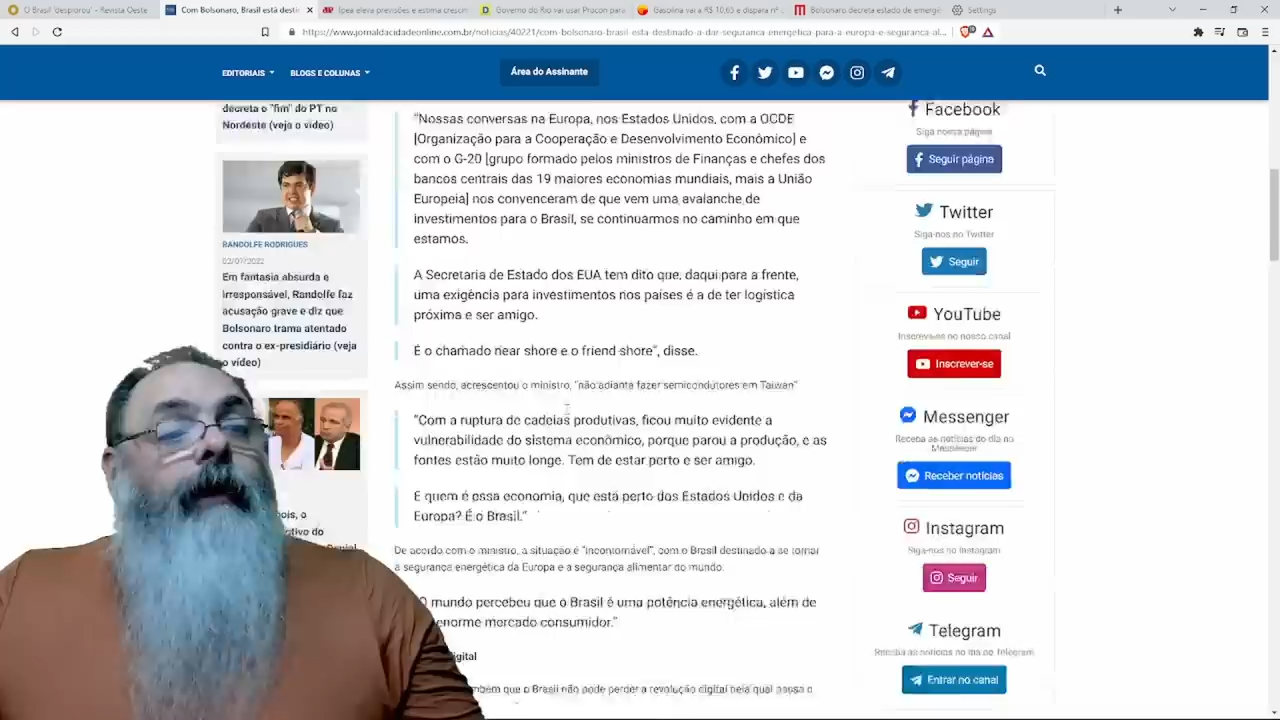 O Brasil 'despiorou' - Revista Oeste
Com Bolsonaro, Brasil está desti
Ipea eleva previsões e estima crescim
Governo do Rio vai usar Procon para
Gasolina vai a R$ 10,65 e dispara nº
Bolsonaro decreta estado de emergê
Settings
https://www.jornaldacidadeonline.com.br/noticias/40221/com-bolsonaro-brasil-esta-destinado-a-dar-seguranca-energetica-para-a-europa-e-seguranca-al...
EDITORIAIS
BLOGS E COLUNAS
Área do Assinante
decreta o "fim" do PT no
Nordeste (veja o vídeo)
RANDOLFE RODRIGUES
02/07/2022
Em fantasia absurda e
irresponsável, Randolfe faz
acusação grave e diz que
Bolsonaro trama atentado
contra o ex-presidiário (veja
o vídeo)
ois, o
tivo do
"Nossas conversas na Europa, nos Estados Unidos, com a OCDE
[Organização para a Cooperação e Desenvolvimento Econômico] e
com o G-20 [grupo formado pelos ministros de Finanças e chefes dos
bancos centrais das 19 maiores economias mundiais, mais a União
Europeia] nos convenceram de que vem uma avalanche de
investimentos para o Brasil, se continuarmos no caminho em que
estamos.
A Secretaria de Estado dos EUA tem dito que, daqui para a frente,
uma exigência para investimentos nos países é a de ter logística
próxima e ser amigo.
É o chamado near shore e o friend shore", disse.
Assim sendo, acrescentou o ministro, "não adianta fazer semicondutores em Taiwan"
"Com a ruptura de cadeias produtivas, ficou muito evidente a
vulnerabilidade do sistema econômico, porque parou a produção, e as
fontes estão muito longe. Tem de estar perto e ser amigo.
E quem é essa economia, que está perto dos Estados Unidos e da
Europa? É o Brasil."
De acordo com o ministro, a situação é "incontornável", com o Brasil destinado a se tornar
a segurança energética da Europa e a segurança alimentar do mundo.
O mundo percebeu que o Brasil é uma potência energética, além de
enorme mercado consumidor."
igital
mbém que o Brasil não pode perder a revolução digital pela qual passa o
Facebook
Siga nossa página
Seguir página
Twitter
Siga-nos no Twitter
Seguir
YouTube
Inscreva-se no nosso canal
Inscrever-se
Messenger
Receba as notícias do dia no
Messenger
Receber notícias
Instagram
Siga-nos no Instagram
Seguir
Telegram
Receba as notícias no dia no Telegram
Entrar no canal